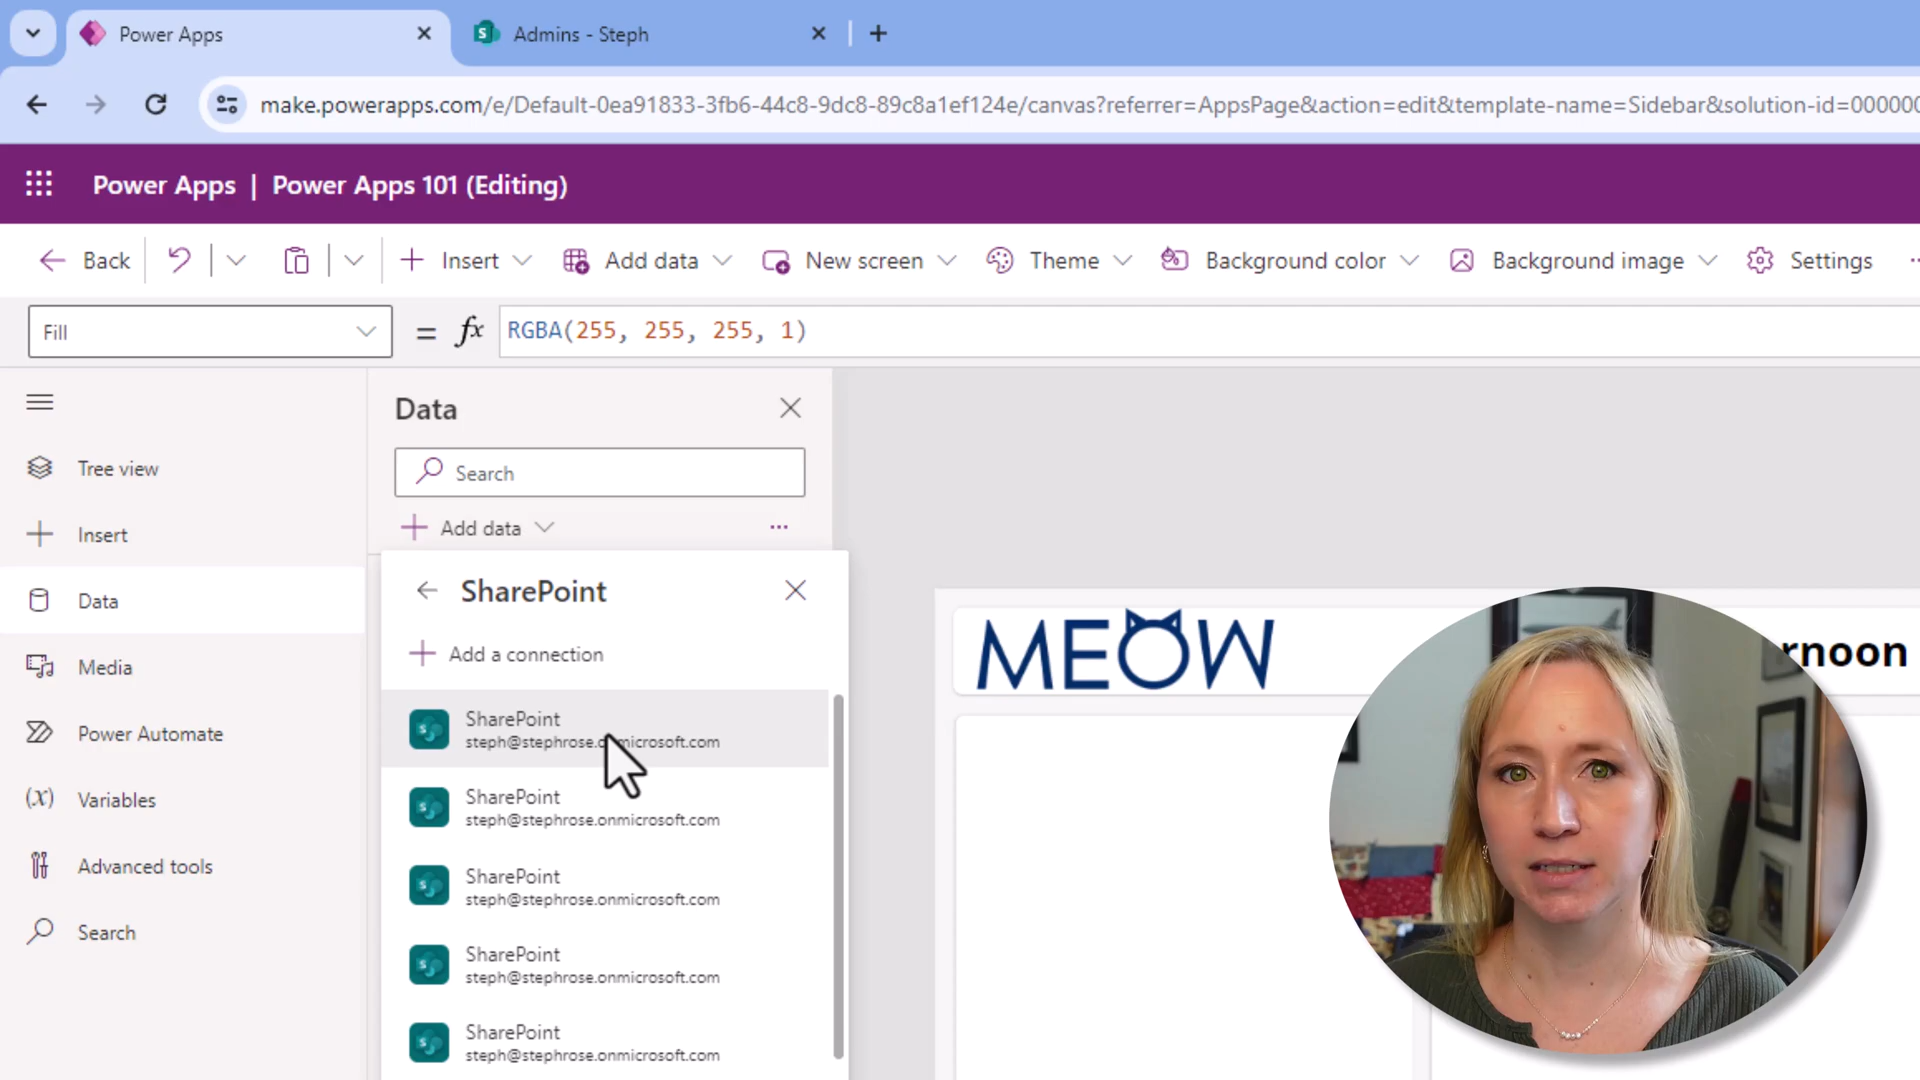 Power Apps
Admins - Steph
make.powerapps.com/e/Default-0ea91833-3fb6-44c8-9dc8-89c8a1ef124e/canvas?referrer=AppsPage&action=edit&template-name=Sidebar&solution-id=000000
Power Apps | Power Apps 101 (Editing)
Back
Insert
Add data
New screen
Theme
Background color
Background image
Settings
Fill
= fx RGBA(255, 255, 255, 1)
Data
Search
Add data
Tree view
Insert
Data
Media
Power Automate
Variables
Advanced tools
Search
SharePoint
Add a connection
SharePoint
steph@stephrose.onmicrosoft.com
SharePoint
steph@stephrose.onmicrosoft.com
SharePoint
steph@stephrose.onmicrosoft.com
SharePoint
steph@stephrose.onmicrosoft.com
SharePoint
steph@stephrose.onmicrosoft.com
MEOW
rnoon